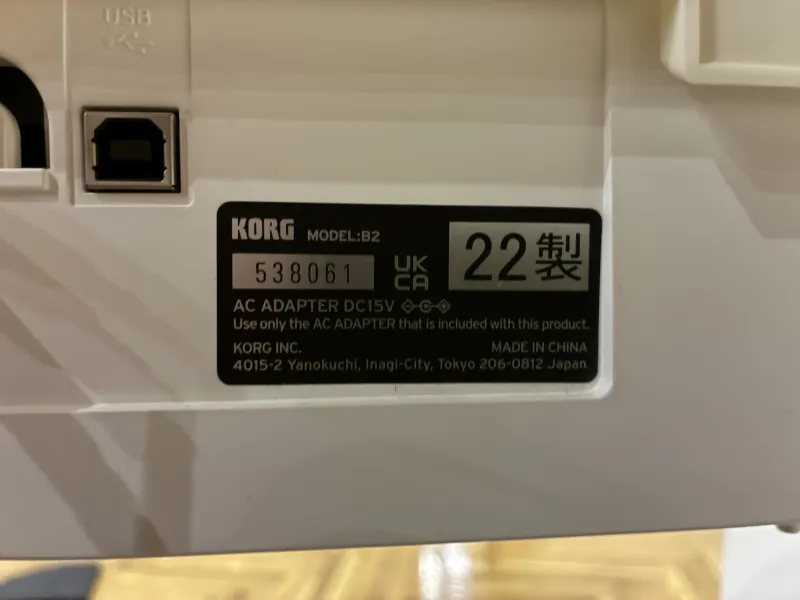 USB
KORG MODEL:B2
22製
538061
UK
CA
AC ADAPTER DC15V
Use only the AC ADAPTER that is included with this product.
KORG INC. MADE IN CHINA
4015-2 Yanokuchi, Inagi-City, Tokyo 206-0812 Japan